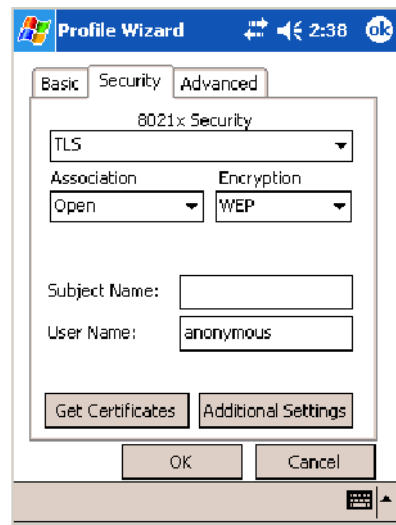 Profile Wizard 2:38 ok
Basic Security Advanced
8021x Security
TLS
Association Encryption
Open WEP
Subject Name:
User Name: anonymous
Get Certificates Additional Settings
OK Cancel